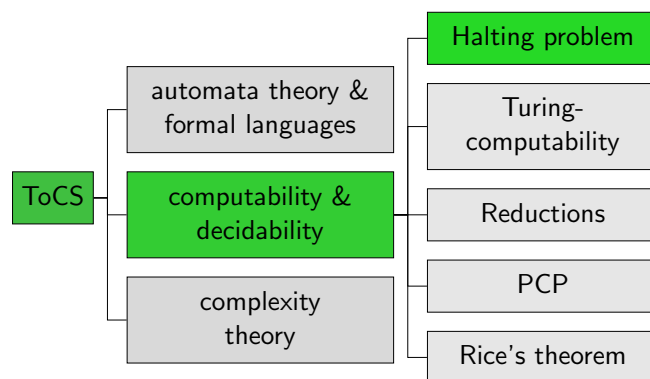 ToCS
automata theory &
formal languages
computability &
decidability
complexity
theory
Halting problem
Turing-
computability
Reductions
PCP
Rice's theorem